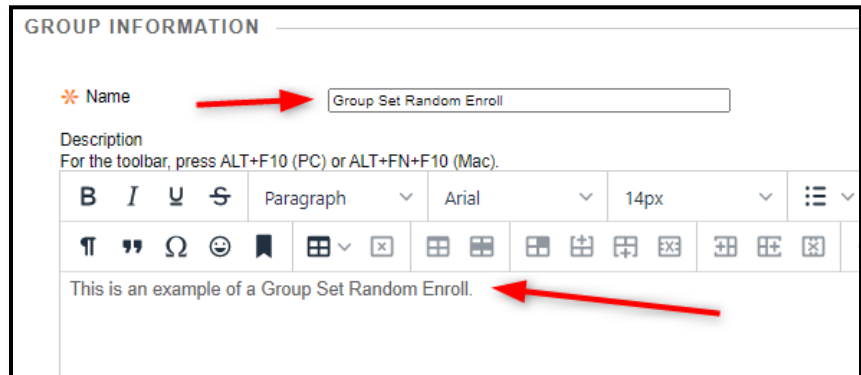 GROUP INFORMATION
Name
Group Set Random Enroll
Description
For the toolbar, press ALT+F10 (PC) or ALT+FN+F10 (Mac).
B I U S Paragraph Arial 14px
¶ ❞ Ω
This is an example of a Group Set Random Enroll.